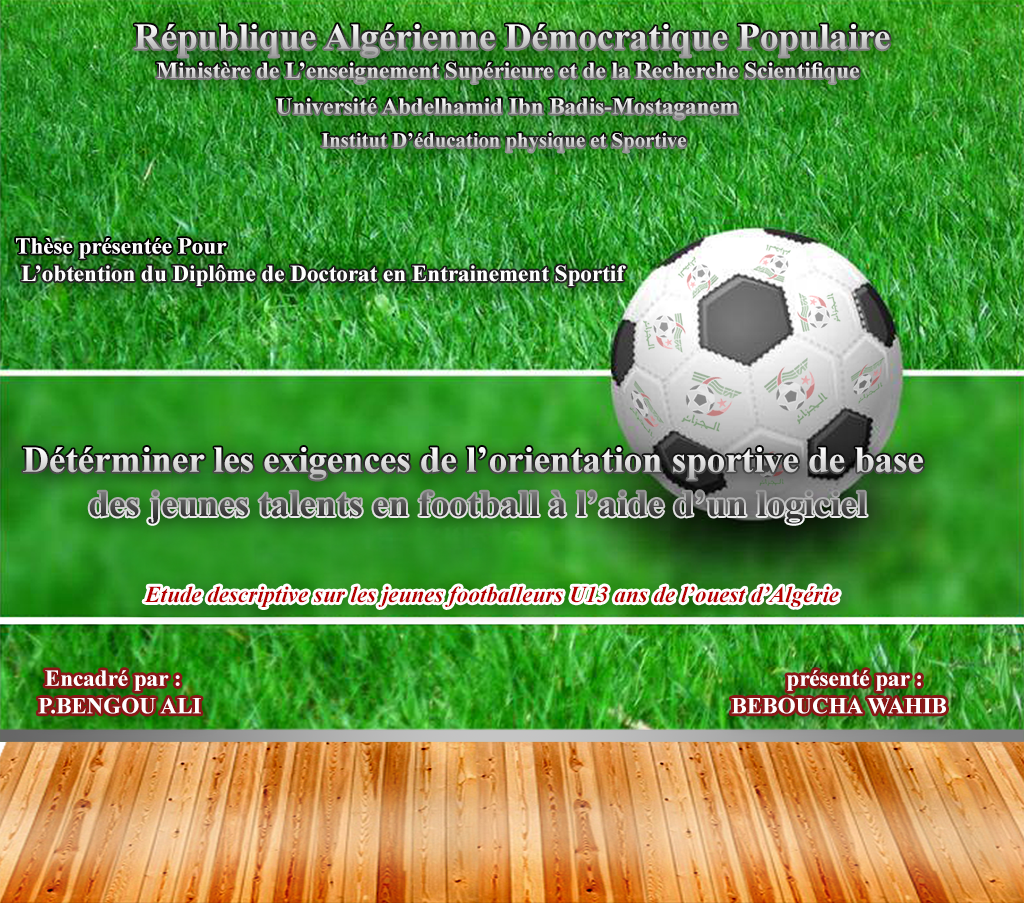 République Algérienne Démocratique Populaire
Ministère de L’enseignement Supérieure et de la Recherche Scientifique
Université Abdelhamid Ibn Badis-Mostaganem
Institut D’éducation physique et Sportive
Thèse présentée Pour
L’obtention du Diplôme de Doctorat en Entrainement Sportif
الجزائر
Détérminer les exigences de l’orientation sportive de base
des jeunes talents en football à l’aide d’un logiciel
Etude descriptive sur les jeunes footballeurs U13 ans de l’ouest d’Algérie
Encadré par :
P.BENGOU ALI
présenté par :
BEBOUCHA WAHIB